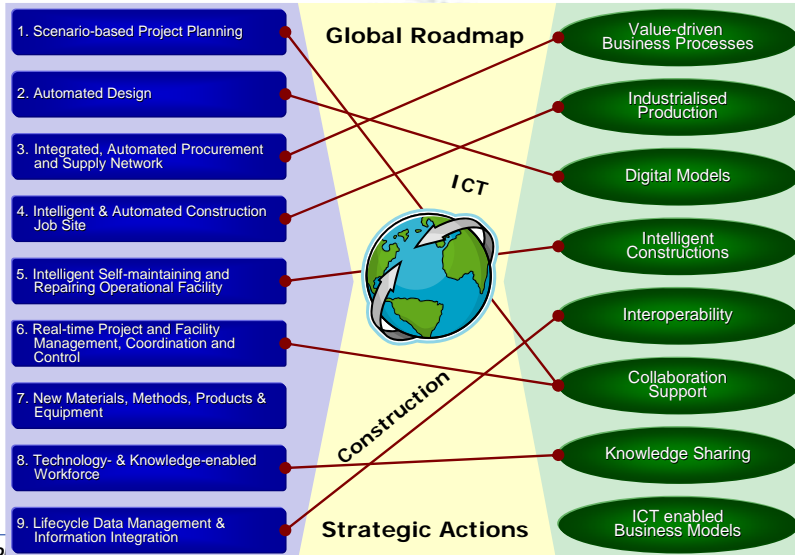 1. Scenario-based Project Planning
2. Automated Design
3. Integrated, Automated Procurement
and Supply Network
4. Intelligent & Automated Construction
Job Site
5. Intelligent Self-maintaining and
Repairing Operational Facility
6. Real-time Project and Facility
Management, Coordination and
Control
7. New Materials, Methods, Products &
Equipment
8. Technology- & Knowledge-enabled
Workforce
9. Lifecycle Data Management &
Information Integration
Global Roadmap
ICT
Construction
Strategic Actions
Value-driven
Business Processes
Industrialised
Production
Digital Models
Intelligent
Constructions
Interoperability
Collaboration
Support
Knowledge Sharing
ICT enabled
Business Models